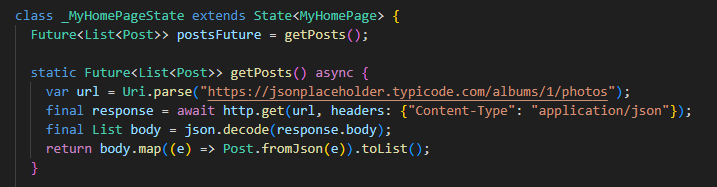 class _MyHomePageState extends State<MyHomePage> {
Future<List<Post>> postsFuture = getPosts();
static Future<List<Post>> getPosts() async {
var url = Uri.parse("https://jsonplaceholder.typicode.com/albums/1/photos");
final response = await http.get(url, headers: {"Content-Type": "application/json"});
final List body = json.decode(response.body);
return body.map((e) => Post.fromJson(e)).toList();
}